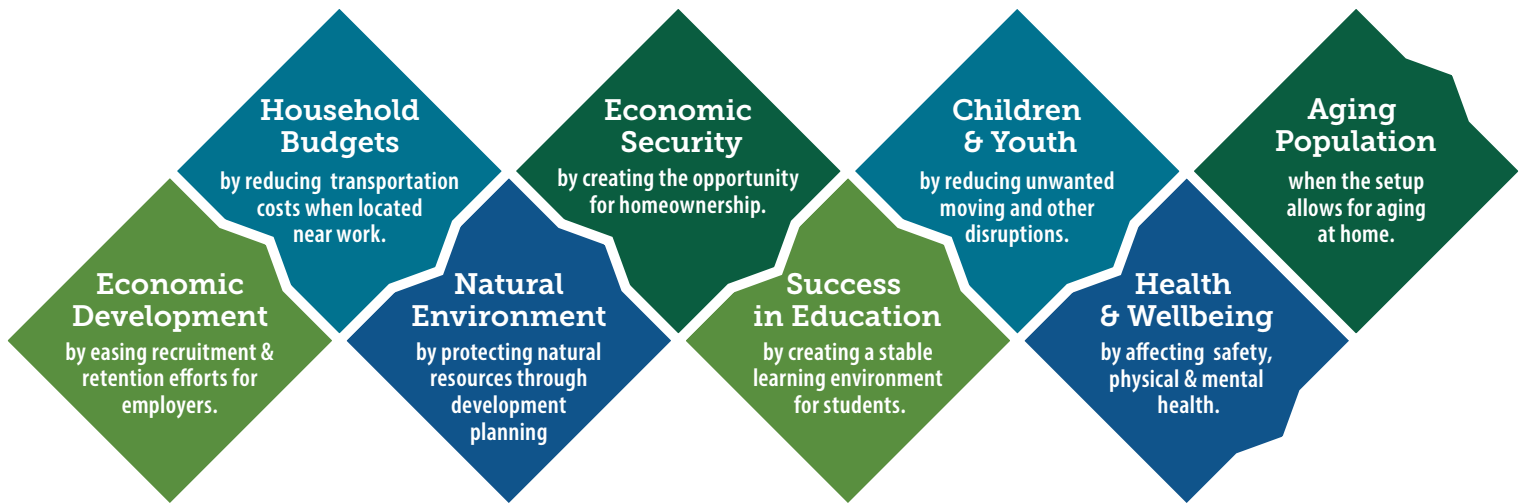 Household
Budgets
by reducing transportation
costs when located
near work.
Economic
Security
by creating the opportunity
for homeownership.
Children
& Youth
by reducing unwanted
moving and other
disruptions.
Aging
Population
when the setup
allows for aging
at home.
Economic
Development
by easing recruitment &
retention efforts for
employers.
Natural
Environment
by protecting natural
resources through
development
planning
Success
in Education
by creating a stable
learning environment
for students.
Health
& Wellbeing
by affecting safety,
physical & mental
health.